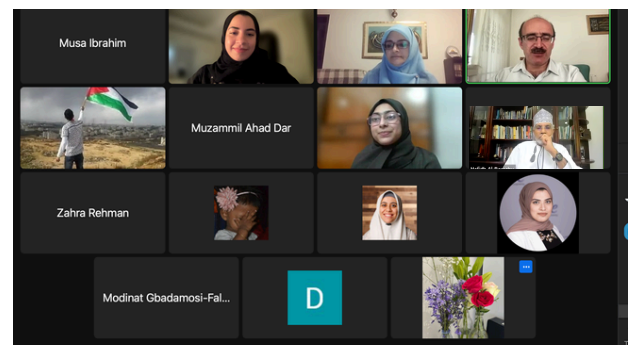 Musa Ibrahim
Muzammil Ahad Dar
Zahra Rehman
Modinat Gbadamosi-Fal...
D